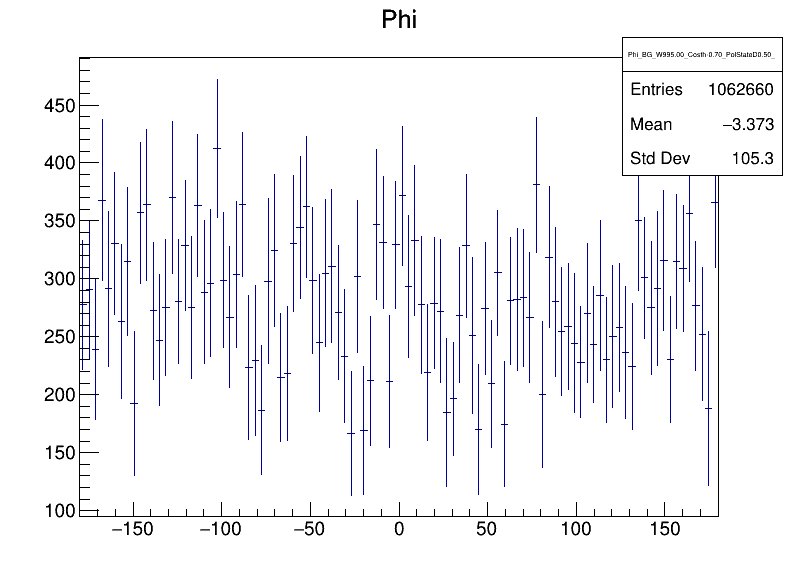 Phi
Phi_BG_W995.00_Costh-0.70_PolStateD0.50_
Entries 1062660
Mean −3.373
Std Dev 105.3
450
400
350
300
250
200
150
100
−150 −100 −50 0 50 100 150